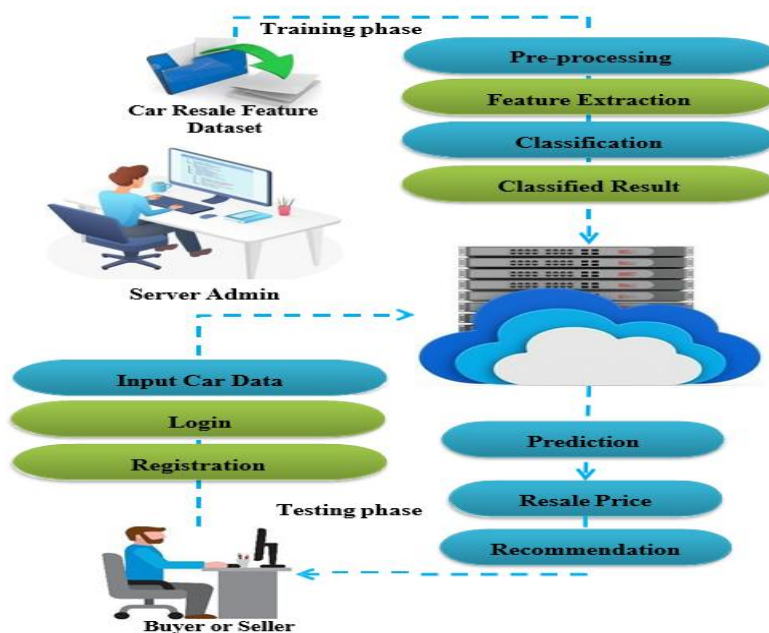 Training phase
Car Resale Feature
Dataset
Pre-processing
Feature Extraction
Classification
Classified Result
Server Admin
Input Car Data
Login
Registration
Prediction
Resale Price
Recommendation
Testing phase
Buyer or Seller